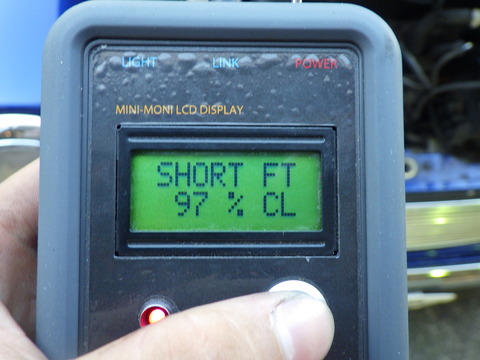 LIGHT LINK POWER
MINI-MONI LCD DISPLAY
SHORT FT
97 % CL